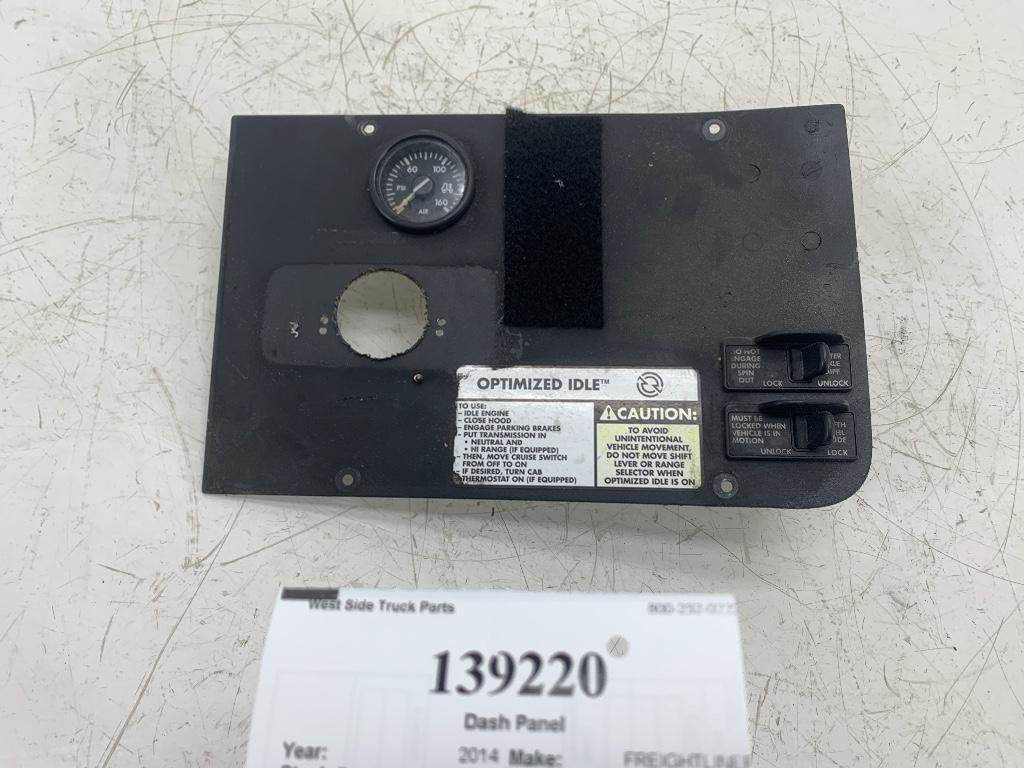 60 100
PSI
160
AIR
OPTIMIZED IDLE™
TO USE:
- IDLE ENGINE
- CLOSE HOOD
- ENGAGE PARKING BRAKES
- PUT TRANSMISSION IN
• NEUTRAL AND
• HI RANGE (IF EQUIPPED)
- THEN, MOVE CRUISE SWITCH
FROM OFF TO ON
IF DESIRED, TURN CAB
THERMOSTAT ON (IF EQUIPPED)
CAUTION:
TO AVOID
UNINTENTIONAL
VEHICLE MOVEMENT,
DO NOT MOVE SHIFT
LEVER OR RANGE
SELECTOR WHEN
OPTIMIZED IDLE IS ON
DO NOT
ENGAGE
DURING
SPIN
OUT
LOCK UNLOCK
MUST BE
LOCKED WHEN
VEHICLE IS IN
MOTION
UNLOCK LOCK
West Side Truck Parts
139220
Dash Panel
Year: 2014 Make: FREIGHTLINER